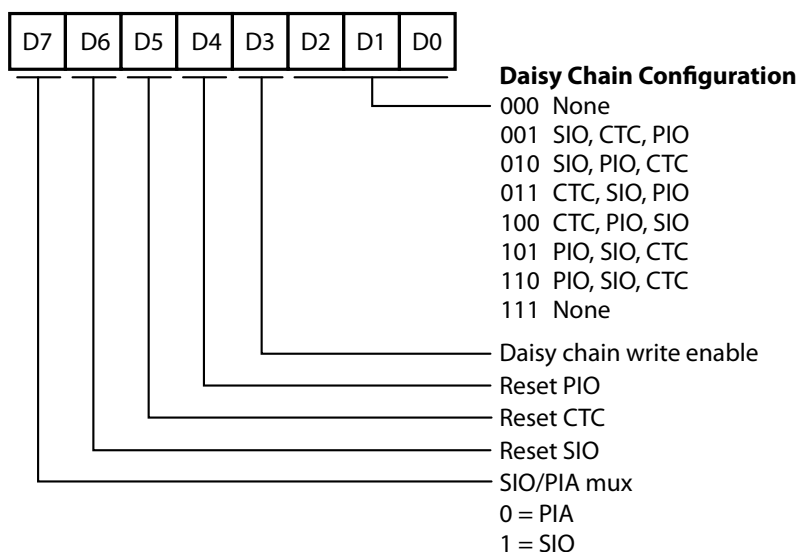 D7 D6 D5 D4 D3 D2 D1 D0
Daisy Chain Configuration
000 None
001 SIO, CTC, PIO
010 SIO, PIO, CTC
011 CTC, SIO, PIO
100 CTC, PIO, SIO
101 PIO, SIO, CTC
110 PIO, SIO, CTC
111 None
Daisy chain write enable
Reset PIO
Reset CTC
Reset SIO
SIO/PIA mux
0 = PIA
1 = SIO